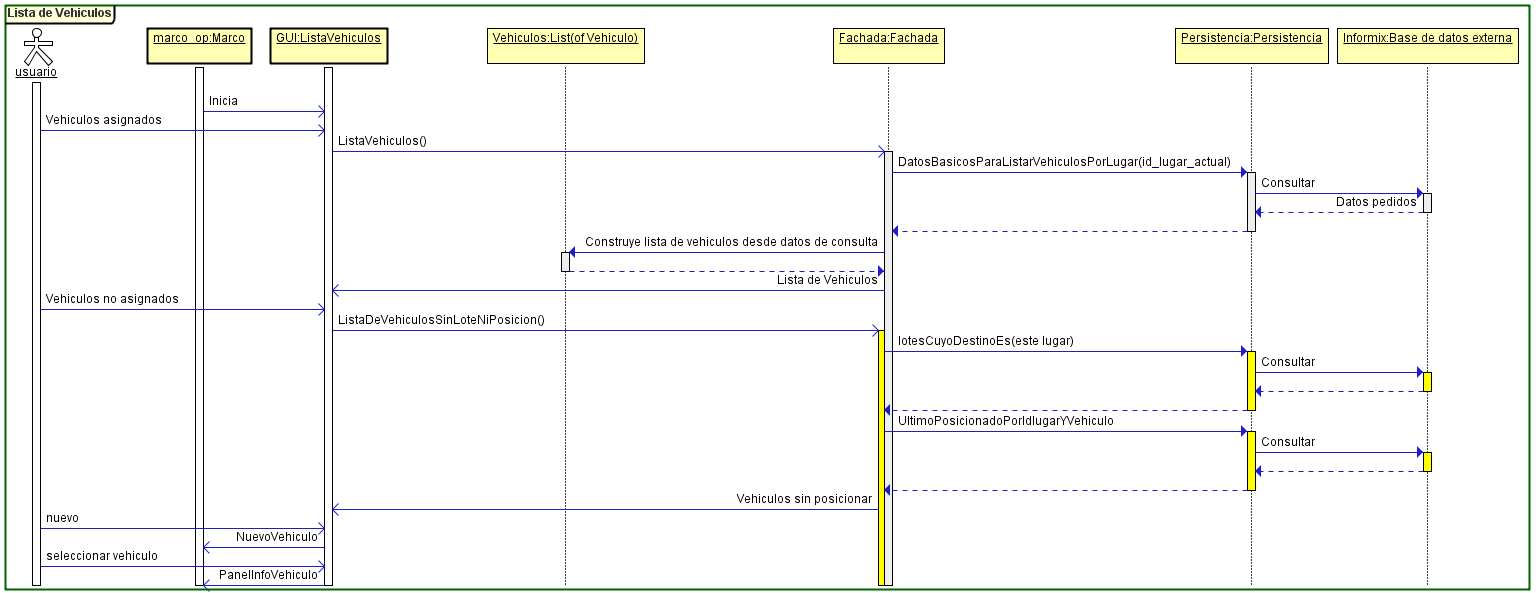 Lista de Vehiculos
usuario
marco_op:Marco
GUI:ListaVehiculos
Vehiculos:List(of Vehiculo)
Fachada:Fachada
Persistencia:Persistencia
Informix:Base de datos externa
Inicia
Vehiculos asignados
ListaVehiculos()
DatosBasicosParaListarVehiculosPorLugar(id_lugar_actual)
Consultar
Datos pedidos
Construye lista de vehiculos desde datos de consulta
Lista de Vehiculos
Vehiculos no asignados
ListaDeVehiculosSinLoteNiPosicion()
lotesCuyoDestinoEs(este lugar)
Consultar
UltimoPosicionadoPorIdlugarYVehiculo
Consultar
Vehiculos sin posicionar
nuevo
NuevoVehiculo
seleccionar vehiculo
PanelInfoVehiculo